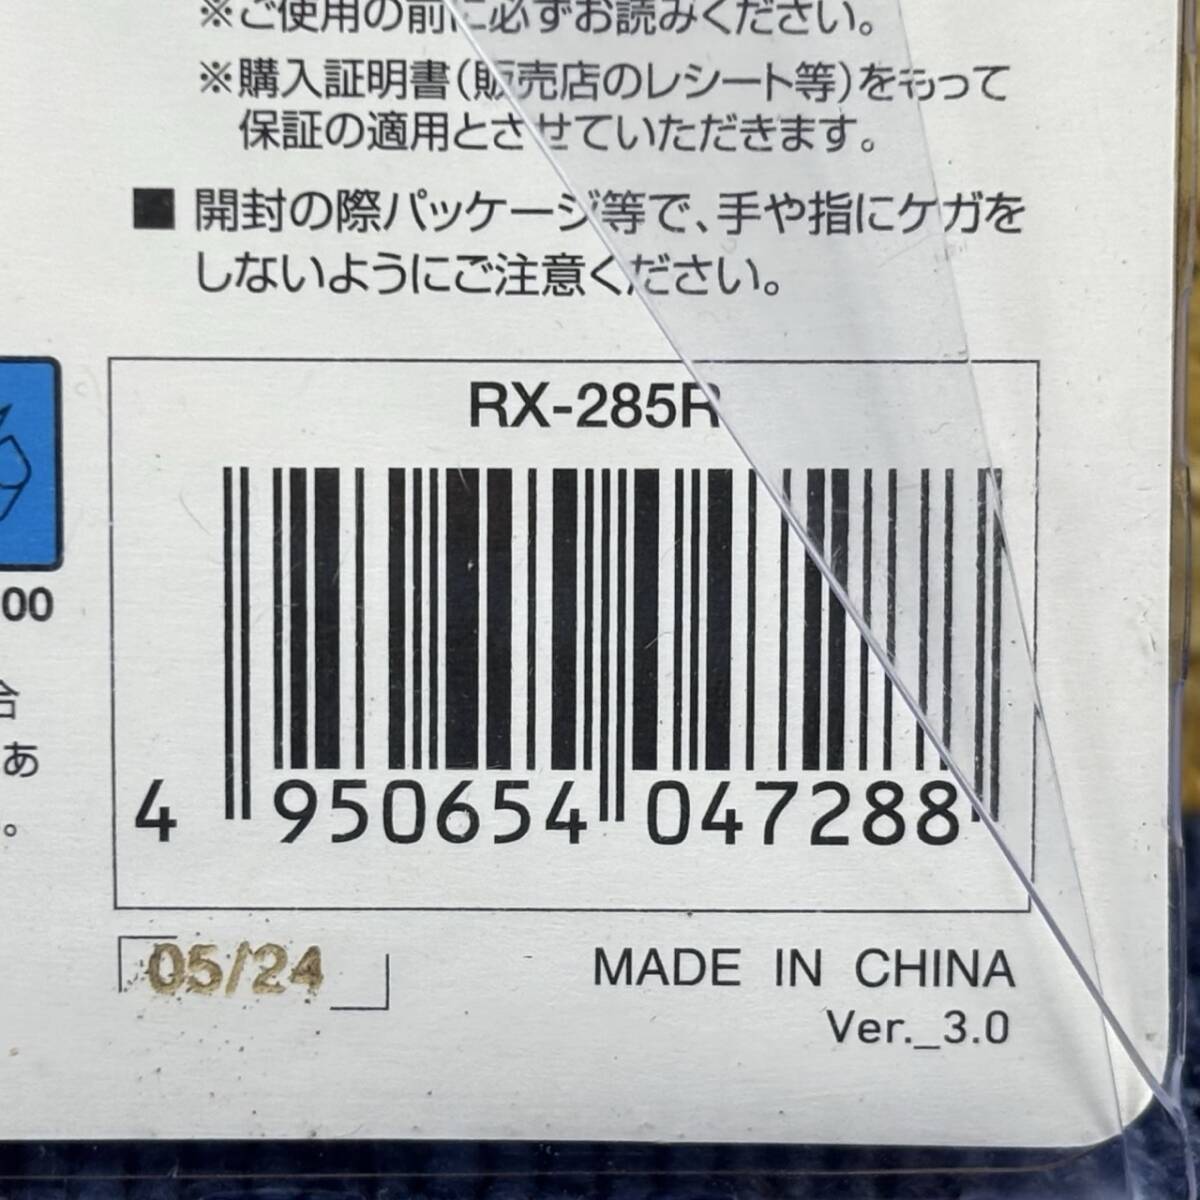 ※ご使用の前に必ずお読みください。
※購入証明書(販売店のレシート等)をもって
保証の適用とさせていただきます。
■ 開封の際パッケージ等で、手や指にケガを
しないようにご注意ください。
RX-285R
4 950654 047288
00
合
あ
。
05/24
MADE IN CHINA
Ver._3.0